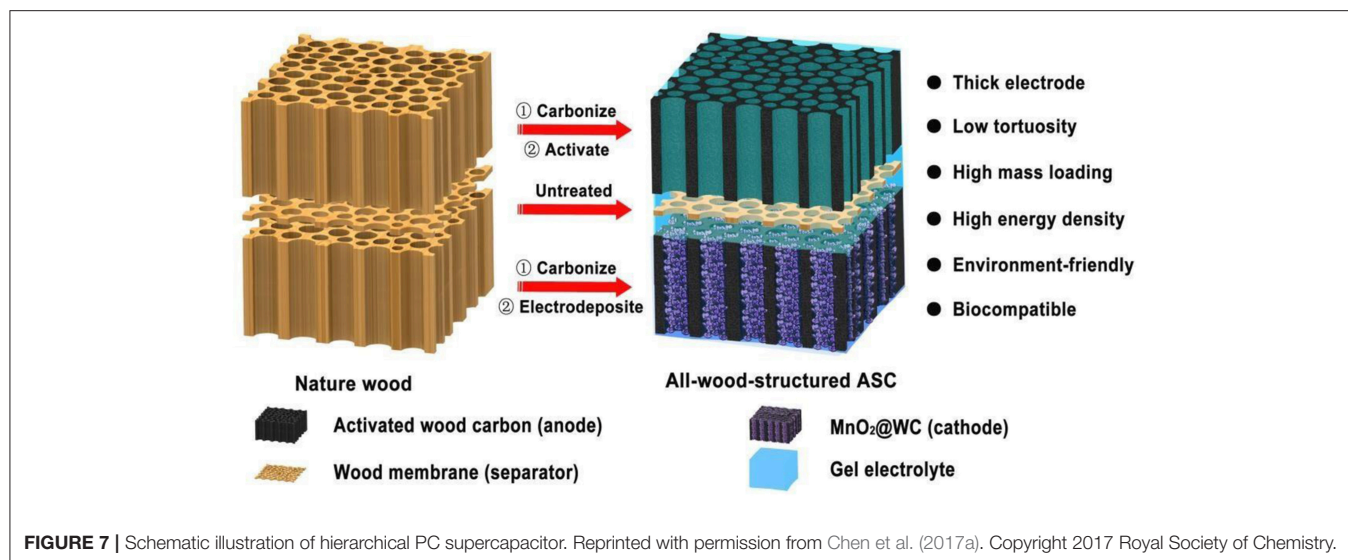 ① Carbonize
② Activate
Untreated
① Carbonize
② Electrodeposite
● Thick electrode
● Low tortuosity
● High mass loading
● High energy density
● Environment-friendly
● Biocompatible
Nature wood
All-wood-structured ASC
Activated wood carbon (anode)
MnO₂@WC (cathode)
Wood membrane (separator)
Gel electrolyte
FIGURE 7 | Schematic illustration of hierarchical PC supercapacitor. Reprinted with permission from Chen et al. (2017a). Copyright 2017 Royal Society of Chemistry.